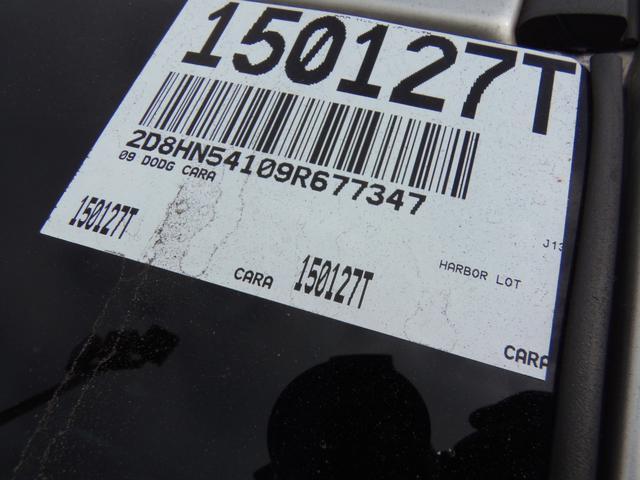 150127T
2D8HN54109R677347
09 DODG CARA
150127T
CARA 150127T
HARBOR LOT
J13
CARA